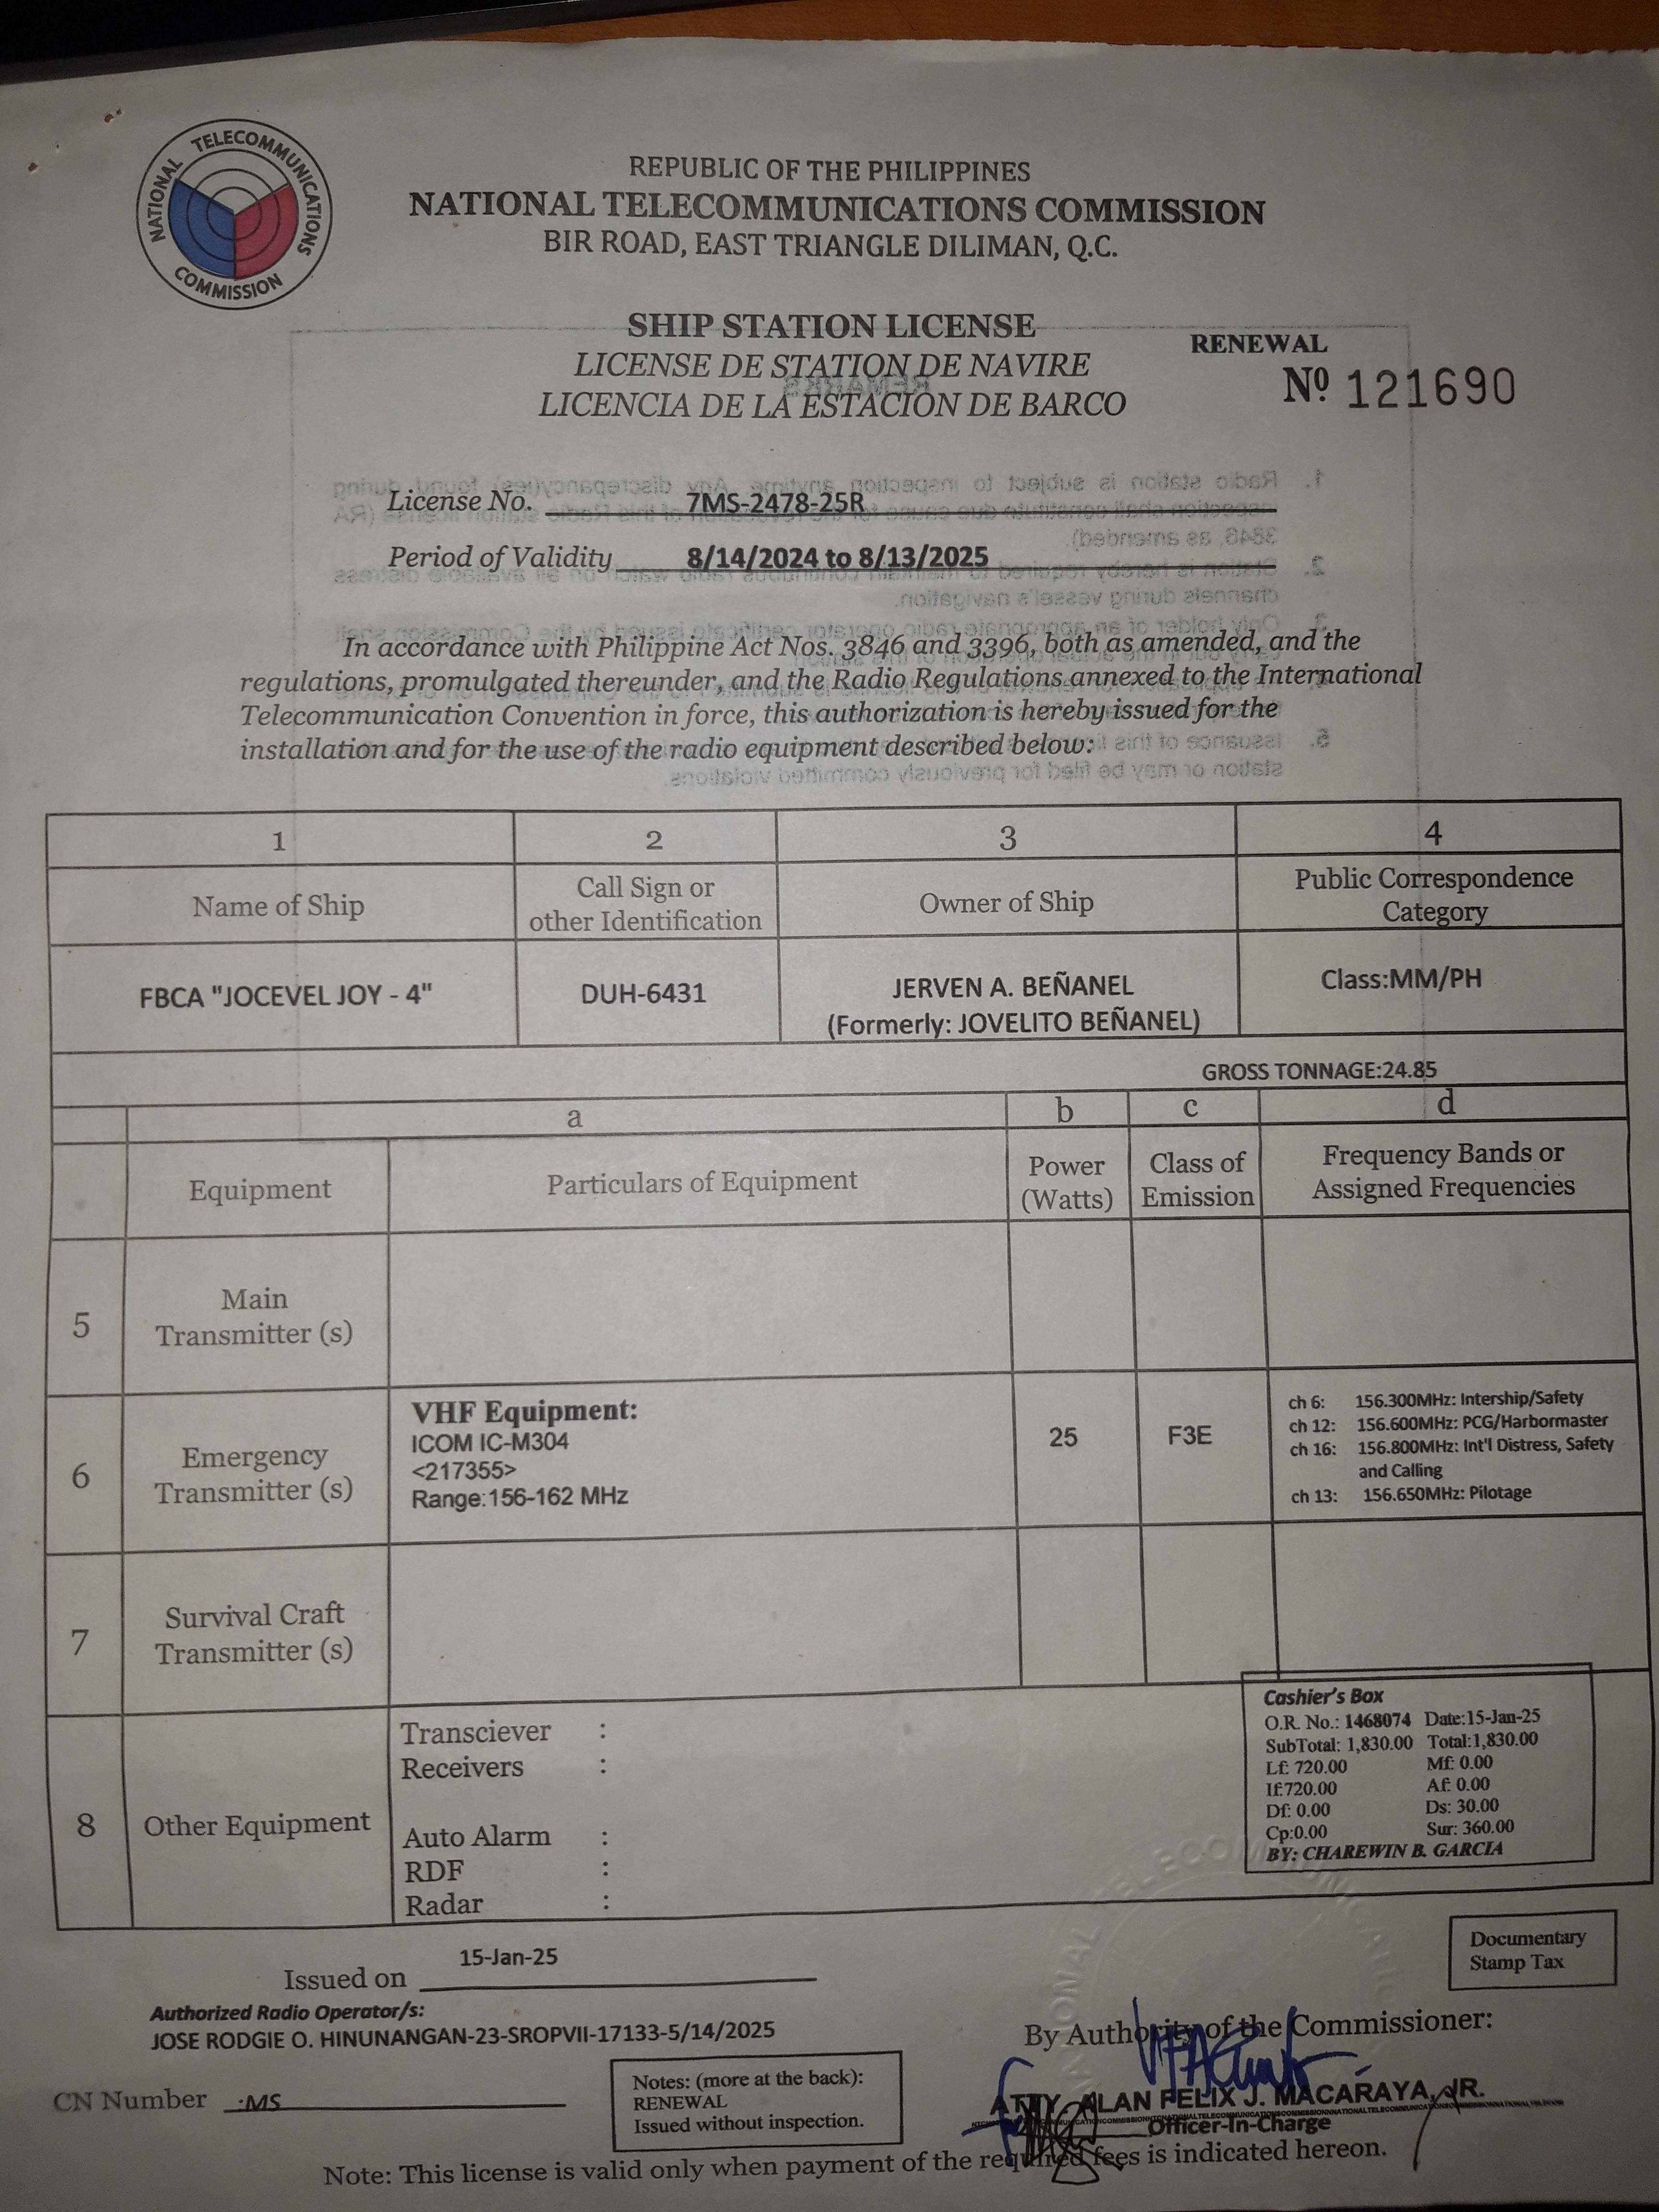 NATIONAL TELECOMMUNICATIONS COMMISSION
REPUBLIC OF THE PHILIPPINES
NATIONAL TELECOMMUNICATIONS COMMISSION
BIR ROAD, EAST TRIANGLE DILIMAN, Q.C.
SHIP STATION LICENSE
LICENSE DE STATION DE NAVIRE
LICENCIA DE LA ESTACION DE BARCO
RENEWAL
Nº 121690
License No. 7MS-2478-25R
Period of Validity 8/14/2024 to 8/13/2025
In accordance with Philippine Act Nos. 3846 and 3396, both as amended, and the
regulations, promulgated thereunder, and the Radio Regulations annexed to the International
Telecommunication Convention in force, this authorization is hereby issued for the
installation and for the use of the radio equipment described below:
1 2 3 4
Name of Ship
Call Sign or
other Identification
Owner of Ship
Public Correspondence
Category
FBCA "JOCEVEL JOY - 4"
DUH-6431
JERVEN A. BEÑANEL
(Formerly: JOVELITO BEÑANEL)
Class:MM/PH
GROSS TONNAGE:24.85
a b c d
Equipment
Particulars of Equipment
Power
(Watts)
Class of
Emission
Frequency Bands or
Assigned Frequencies
5
Main
Transmitter (s)
6
Emergency
Transmitter (s)
VHF Equipment:
ICOM IC-M304
<217355>
Range:156-162 MHz
25
F3E
ch 6: 156.300MHz: Intership/Safety
ch 12: 156.600MHz: PCG/Harbormaster
ch 16: 156.800MHz: Int'l Distress, Safety
and Calling
ch 13: 156.650MHz: Pilotage
7
Survival Craft
Transmitter (s)
8
Other Equipment
Transciever :
Receivers :
Auto Alarm :
RDF :
Radar :
Cashier's Box
O.R. No.: 1468074 Date:15-Jan-25
SubTotal: 1,830.00 Total:1,830.00
Lf: 720.00 Mf: 0.00
If:720.00 Af: 0.00
Df: 0.00 Ds: 30.00
Cp:0.00 Sur: 360.00
BY: CHAREWIN B. GARCIA
Documentary
Stamp Tax
Issued on 15-Jan-25
Authorized Radio Operator/s:
JOSE RODGIE O. HINUNANGAN-23-SROPVII-17133-5/14/2025
CN Number :MS
Notes: (more at the back):
RENEWAL
Issued without inspection.
By Authority of the Commissioner:
ATTY. ALAN FELIX J. MACARAYA, JR.
Officer-In-Charge
Note: This license is valid only when payment of the required fees is indicated hereon.